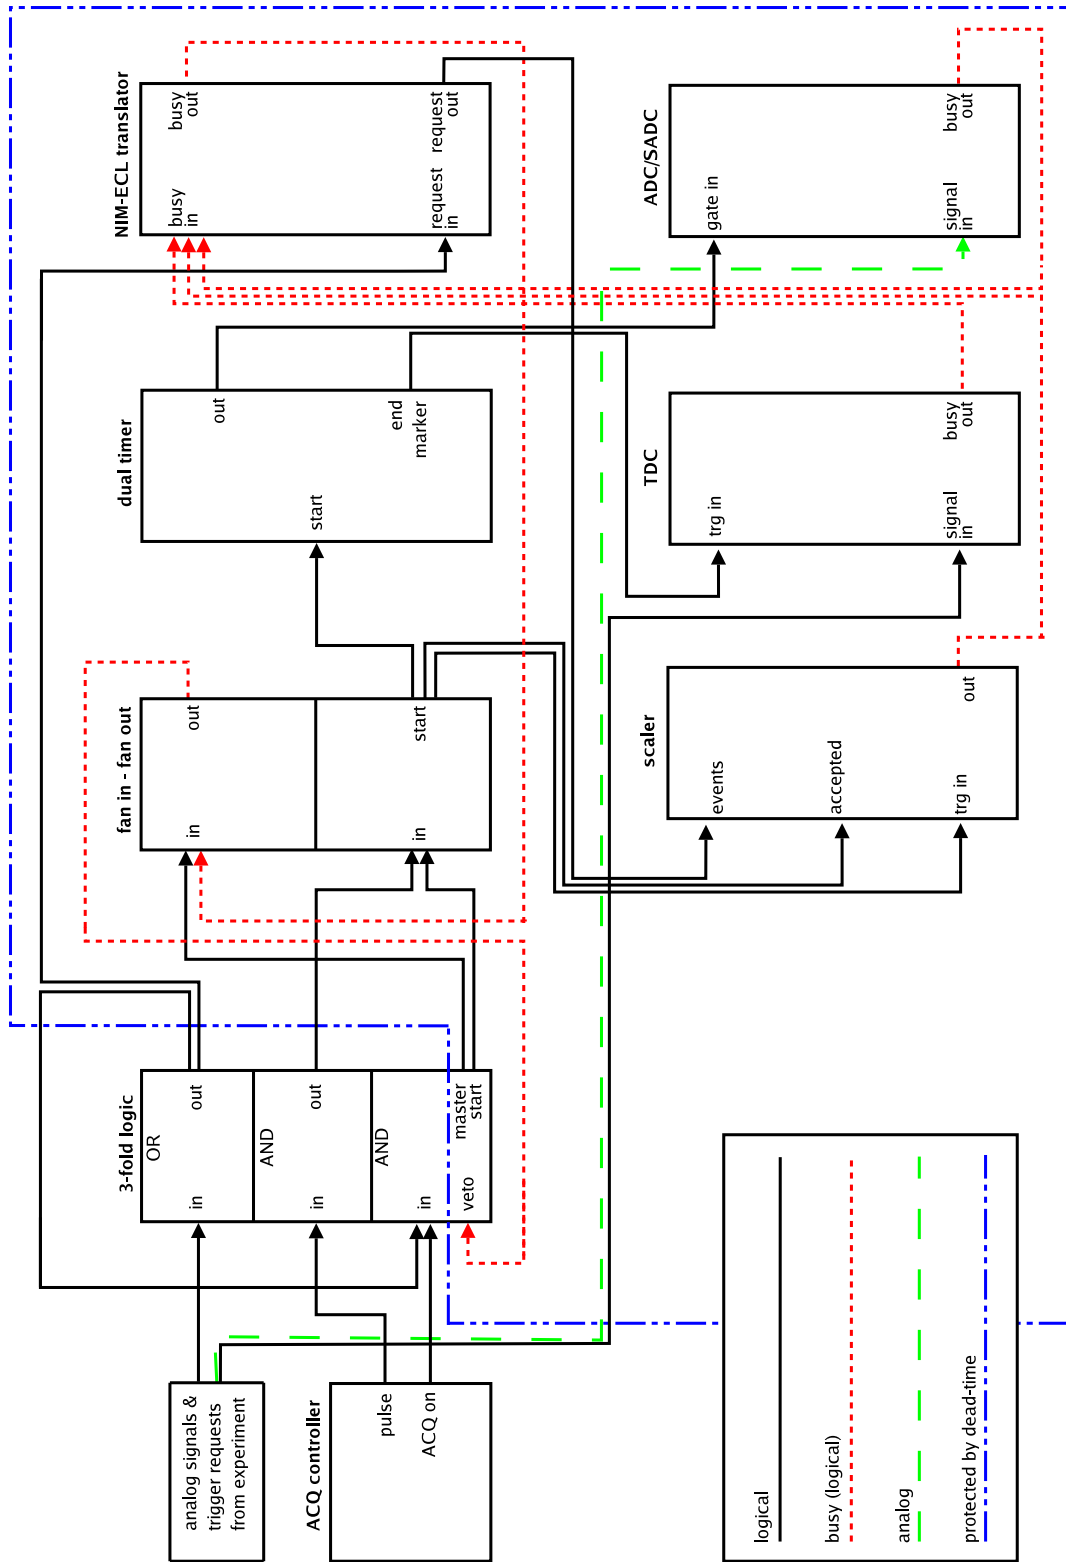 analog signals &
trigger requests
from experiment
ACQ controller
pulse
ACQ on
3-fold logic
OR
in
out
AND
in
out
AND
in
veto
master
start
fan in - fan out
in
out
in
start
dual timer
start
out
end
marker
NIM-ECL translator
busy
in
busy
out
request
in
request
out
scaler
events
accepted
trg in
out
TDC
trg in
signal
in
busy
out
ADC/SADC
gate in
signal
in
busy
out
logical
busy (logical)
analog
protected by dead-time